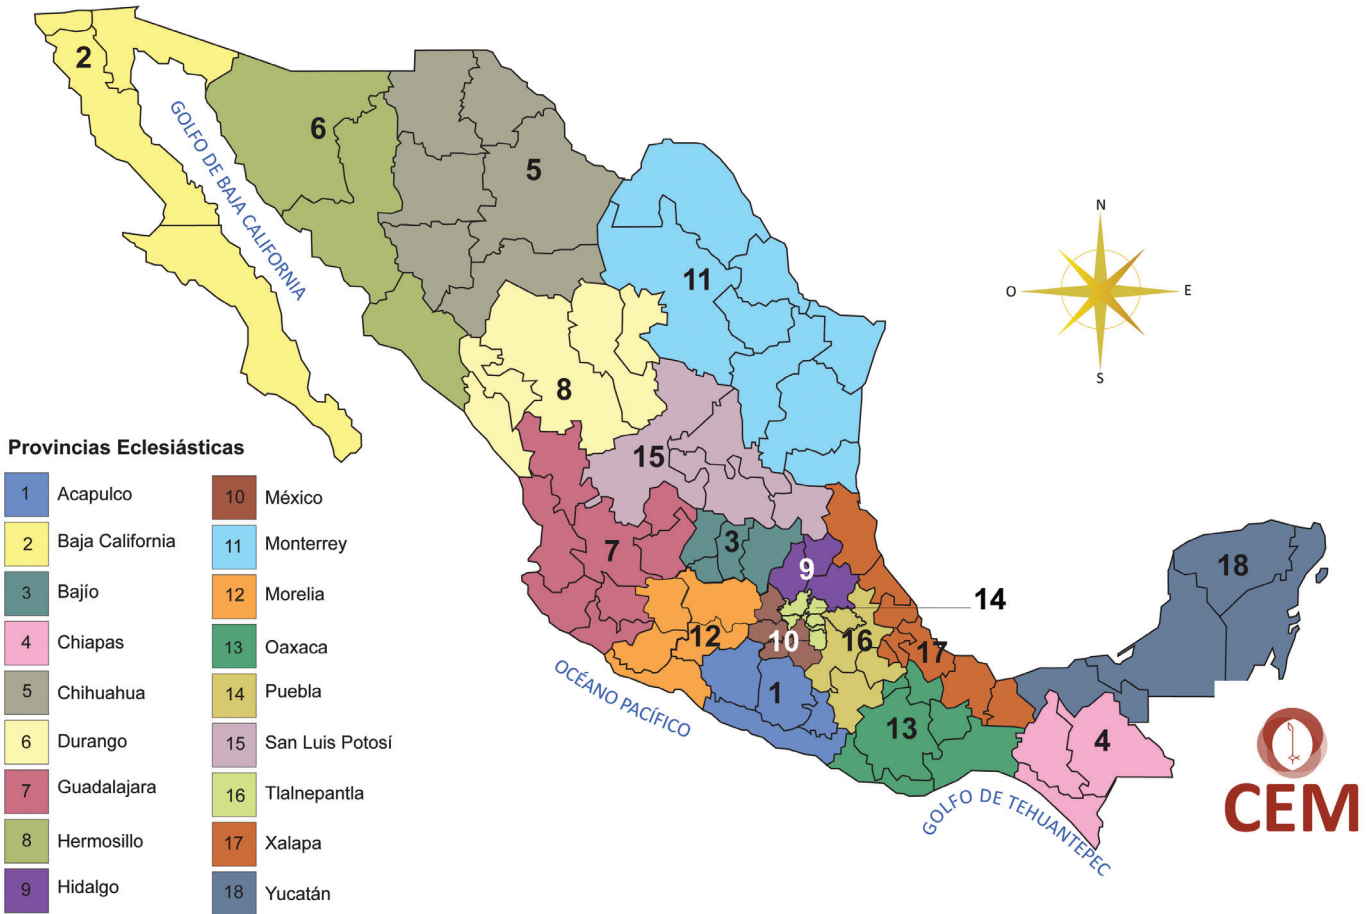 2
6
5
11
8
15
7
3
9
14
12
10
16
17
1
13
4
18
GOLFO DE BAJA CALIFORNIA
OCÉANO PACÍFICO
GOLFO DE TEHUANTEPEC
N
O
E
S
Provincias Eclesiásticas
1 Acapulco
2 Baja California
3 Bajío
4 Chiapas
5 Chihuahua
6 Durango
7 Guadalajara
8 Hermosillo
9 Hidalgo
10 México
11 Monterrey
12 Morelia
13 Oaxaca
14 Puebla
15 San Luis Potosí
16 Tlalnepantla
17 Xalapa
18 Yucatán
CEM